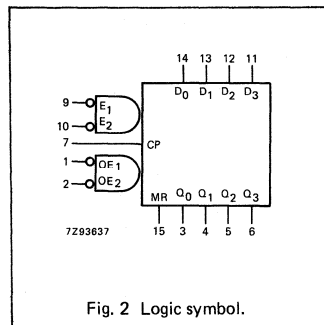 14 13 12 11
D0 D1 D2 D3
9 E1
10 E2
7 CP
1 OE1
2 OE2
MR Q0 Q1 Q2 Q3
7Z93637
15 3 4 5 6
Fig. 2 Logic symbol.